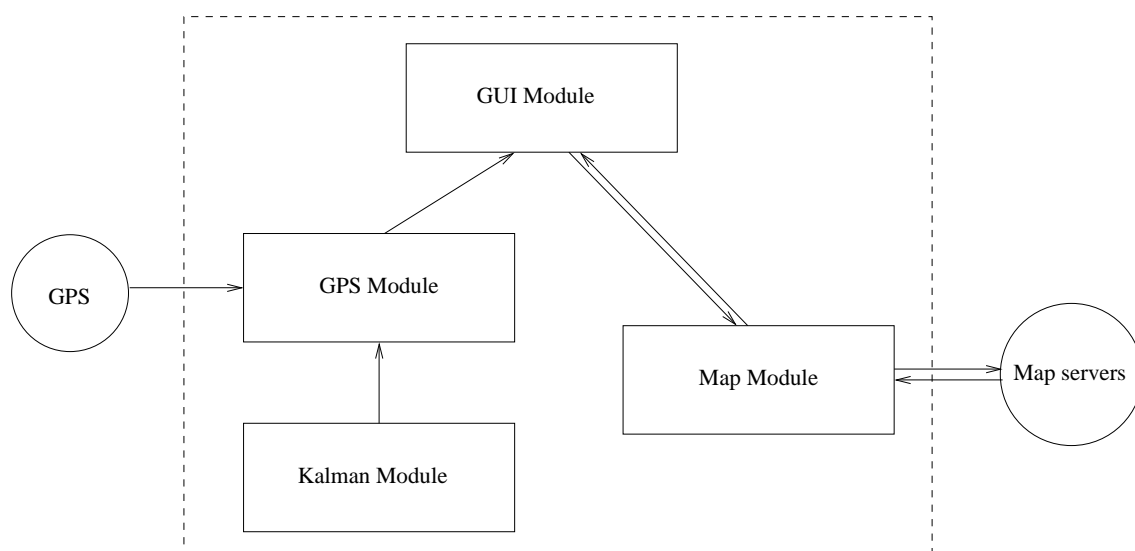 GUI Module
GPS
GPS Module
Map Module
Map servers
Kalman Module